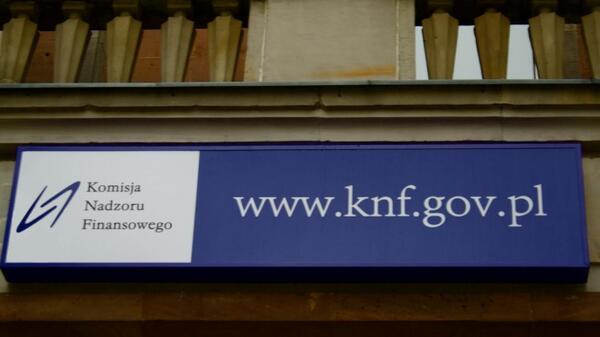 Komisja
Nadzoru
Finansowego
www.knf.gov.pl